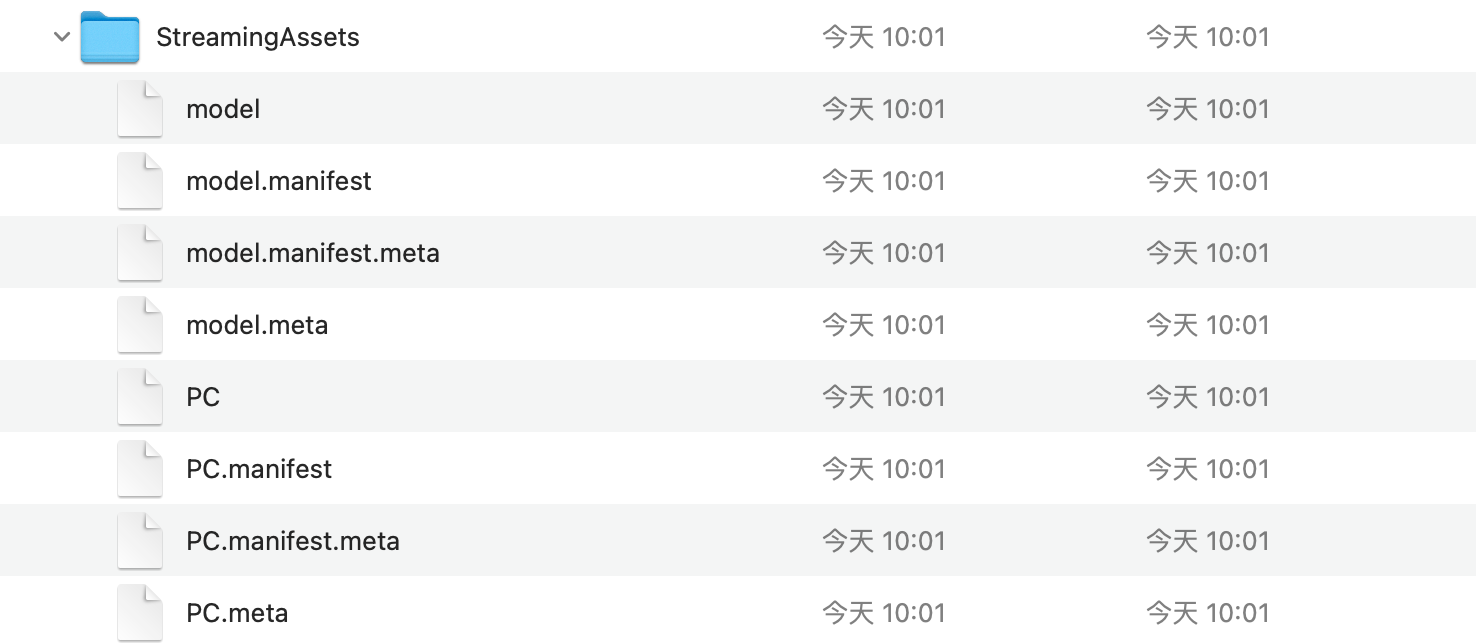 StreamingAssets 今天 10:01 今天 10:01
model 今天 10:01 今天 10:01
model.manifest 今天 10:01 今天 10:01
model.manifest.meta 今天 10:01 今天 10:01
model.meta 今天 10:01 今天 10:01
PC 今天 10:01 今天 10:01
PC.manifest 今天 10:01 今天 10:01
PC.manifest.meta 今天 10:01 今天 10:01
PC.meta 今天 10:01 今天 10:01